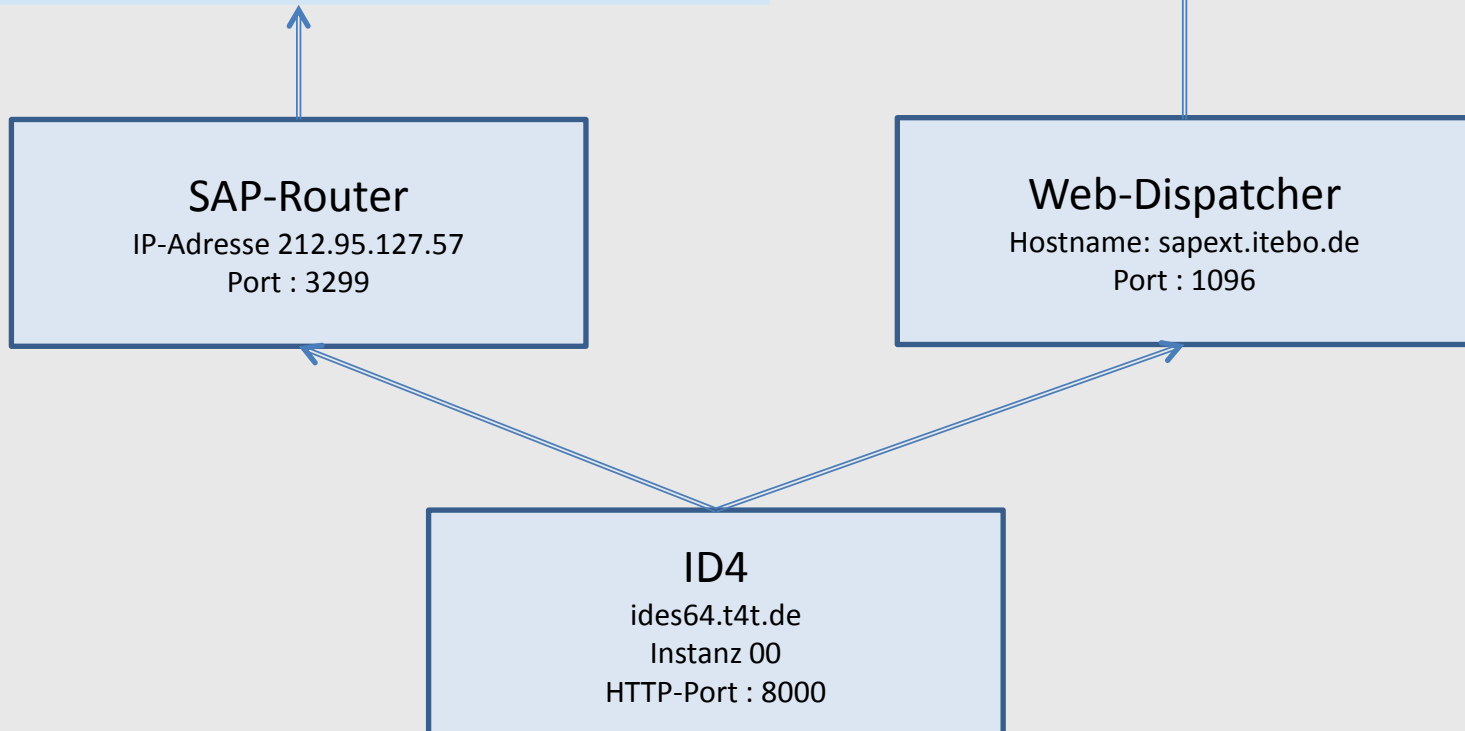 SAP-Router
IP-Adresse 212.95.127.57
Port : 3299
Web-Dispatcher
Hostname: sapext.itebo.de
Port : 1096
ID4
ides64.t4t.de
Instanz 00
HTTP-Port : 8000